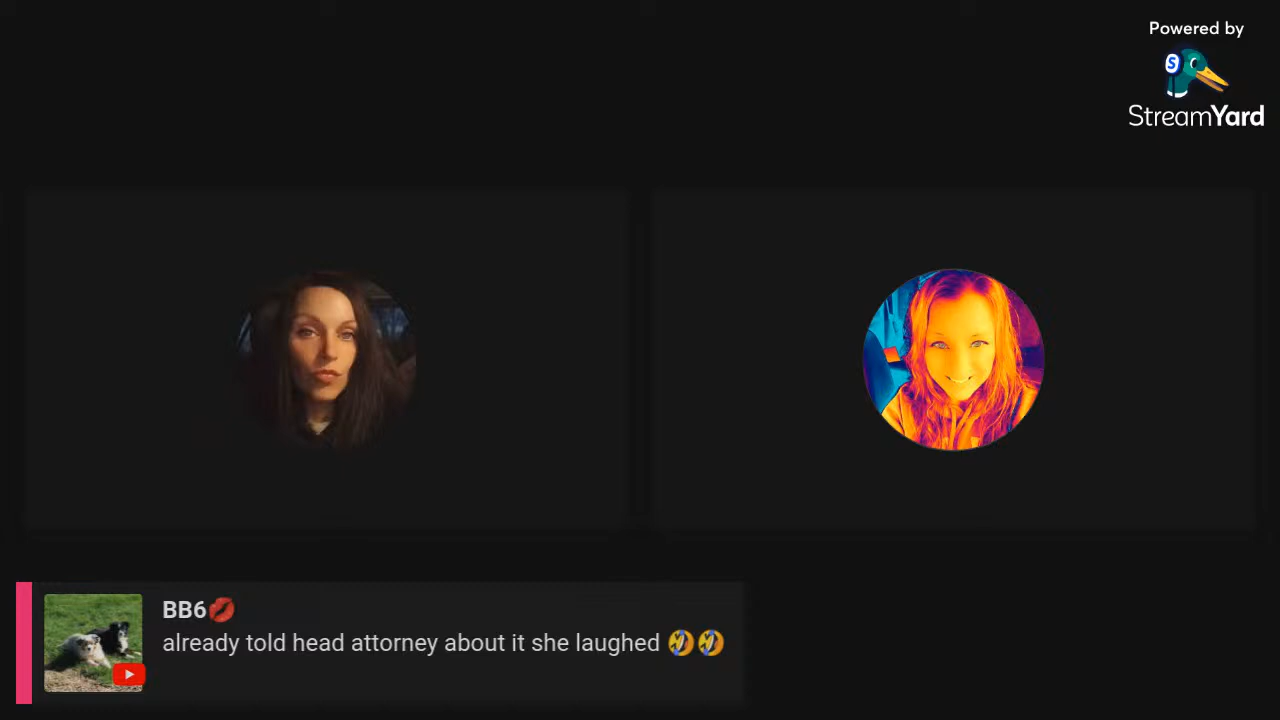 Powered by
S
StreamYard
BB6💋
already told head attorney about it she laughed 🤣🤣